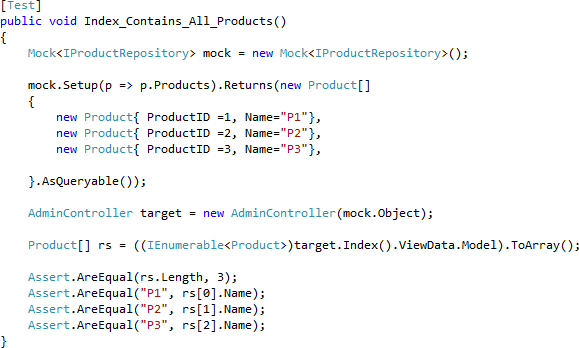 [Test]
public void Index_Contains_All_Products()
{
    Mock<IProductRepository> mock = new Mock<IProductRepository>();
    mock.Setup(p => p.Products).Returns(new Product[]
    {
        new Product{ ProductID =1, Name="P1"},
        new Product{ ProductID =2, Name="P2"},
        new Product{ ProductID =3, Name="P3"},
    }.AsQueryable());
    AdminController target = new AdminController(mock.Object);
    Product[] rs = ((IEnumerable<Product>)target.Index().ViewData.Model).ToArray();
    Assert.AreEqual(rs.Length, 3);
    Assert.AreEqual("P1", rs[0].Name);
    Assert.AreEqual("P2", rs[1].Name);
    Assert.AreEqual("P3", rs[2].Name);
}